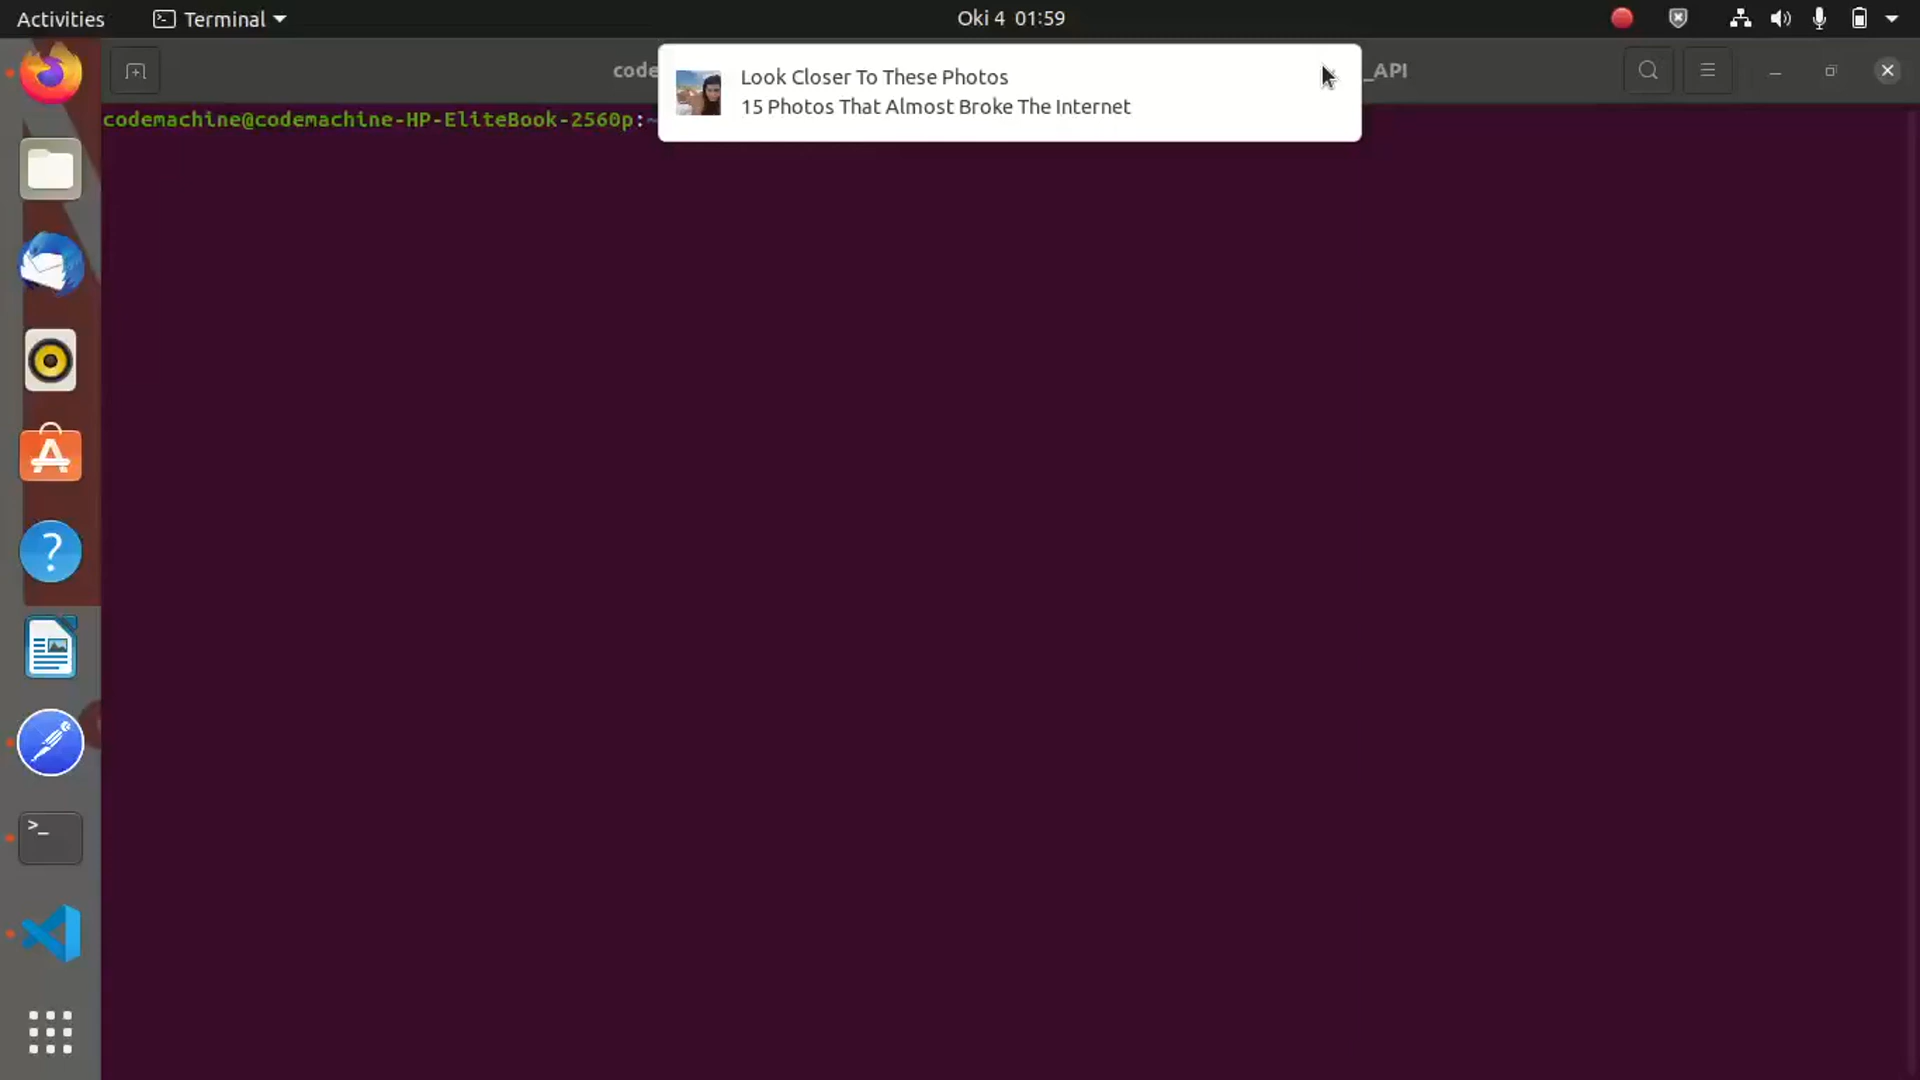 Activities Terminal Oki 4 01:59
code _API
Look Closer To These Photos
15 Photos That Almost Broke The Internet
codemachine@codemachine-HP-EliteBook-2560p:~